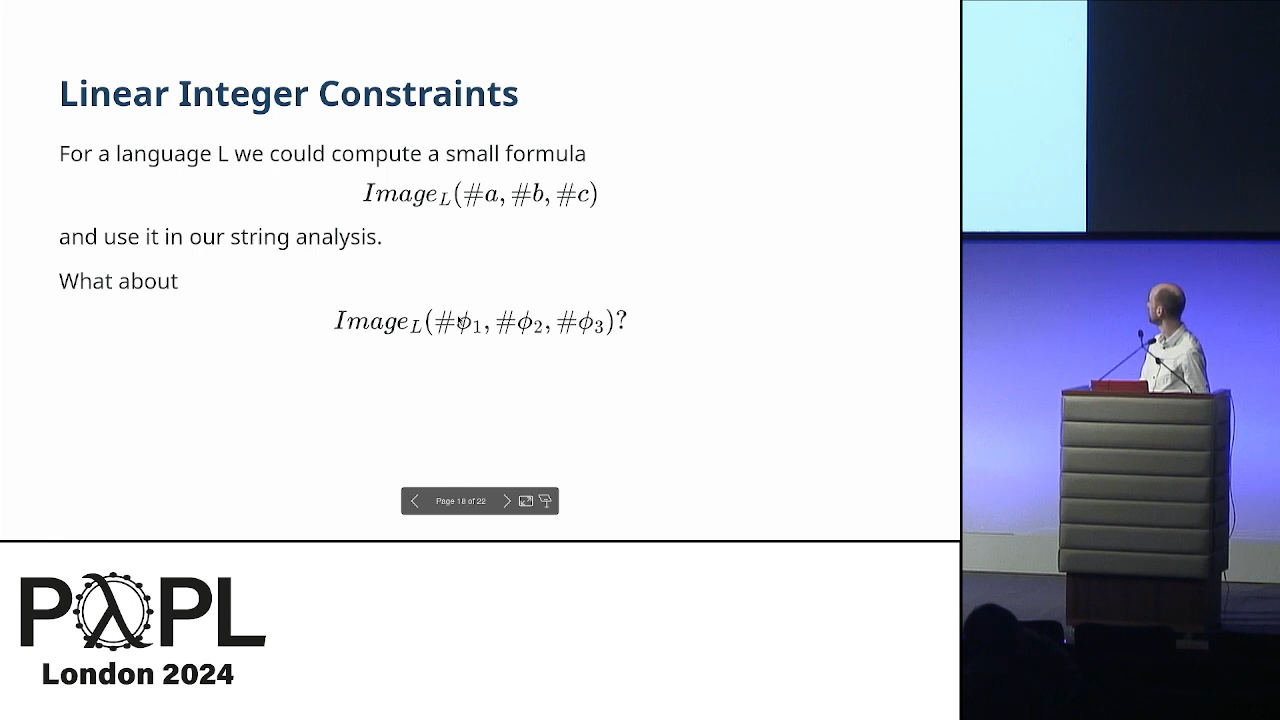 Linear Integer Constraints
For a language L we could compute a small formula
Image_L(#a, #b, #c)
and use it in our string analysis.
What about
Image_L(#ϕ₁, #ϕ₂, #ϕ₃)?
Page 18 of 22
PλPL
London 2024